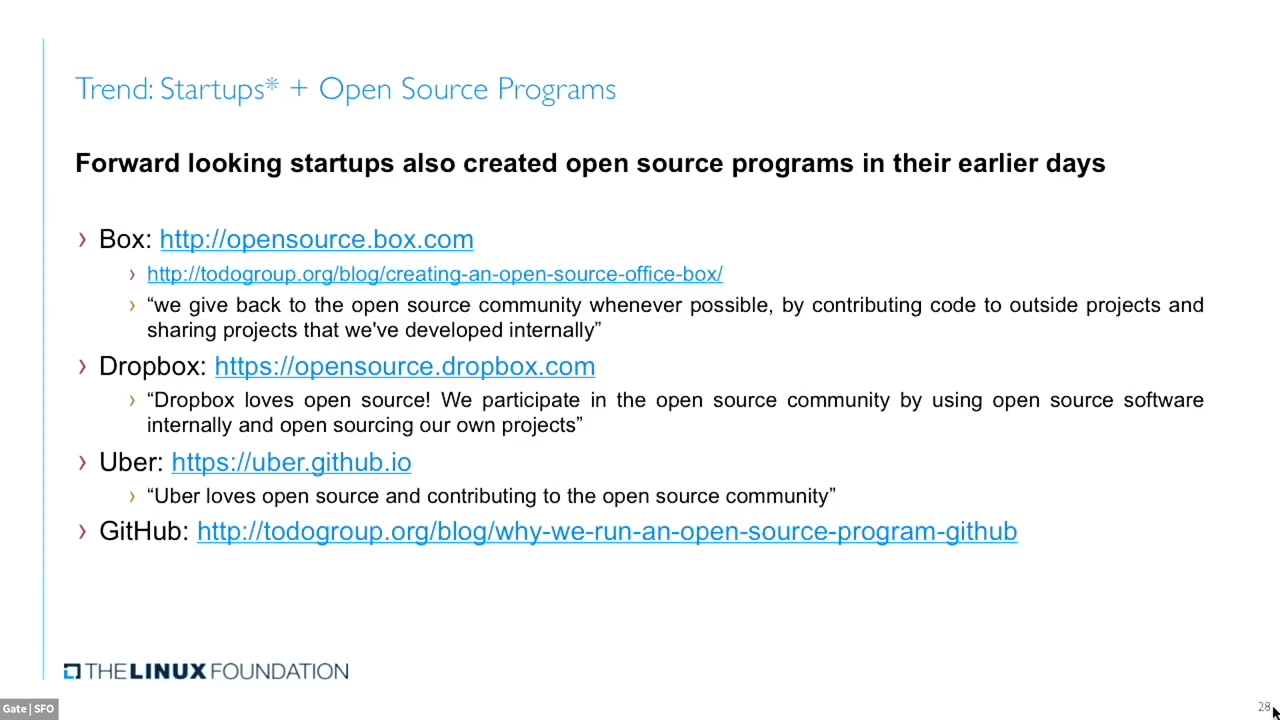 Trend: Startups* + Open Source Programs
Forward looking startups also created open source programs in their earlier days
› Box: http://opensource.box.com
› http://todogroup.org/blog/creating-an-open-source-office-box/
› “we give back to the open source community whenever possible, by contributing code to outside projects and
sharing projects that we've developed internally”
› Dropbox: https://opensource.dropbox.com
› “Dropbox loves open source! We participate in the open source community by using open source software
internally and open sourcing our own projects”
› Uber: https://uber.github.io
› “Uber loves open source and contributing to the open source community”
› GitHub: http://todogroup.org/blog/why-we-run-an-open-source-program-github
THE LINUX FOUNDATION
Gate | SFO
28